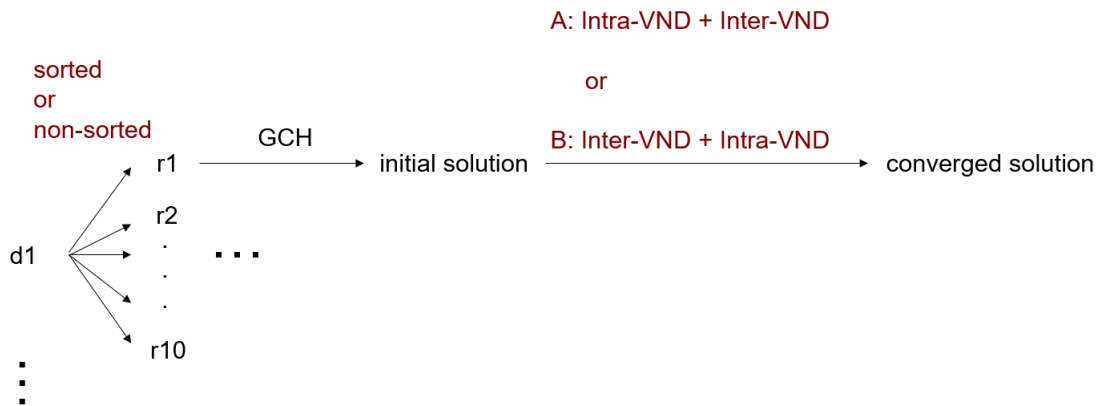 A: Intra-VND + Inter-VND
sorted
or
or
non-sorted
GCH
B: Inter-VND + Intra-VND
r1
initial solution
converged solution
r2
.
d1
. . .
.
.
r10